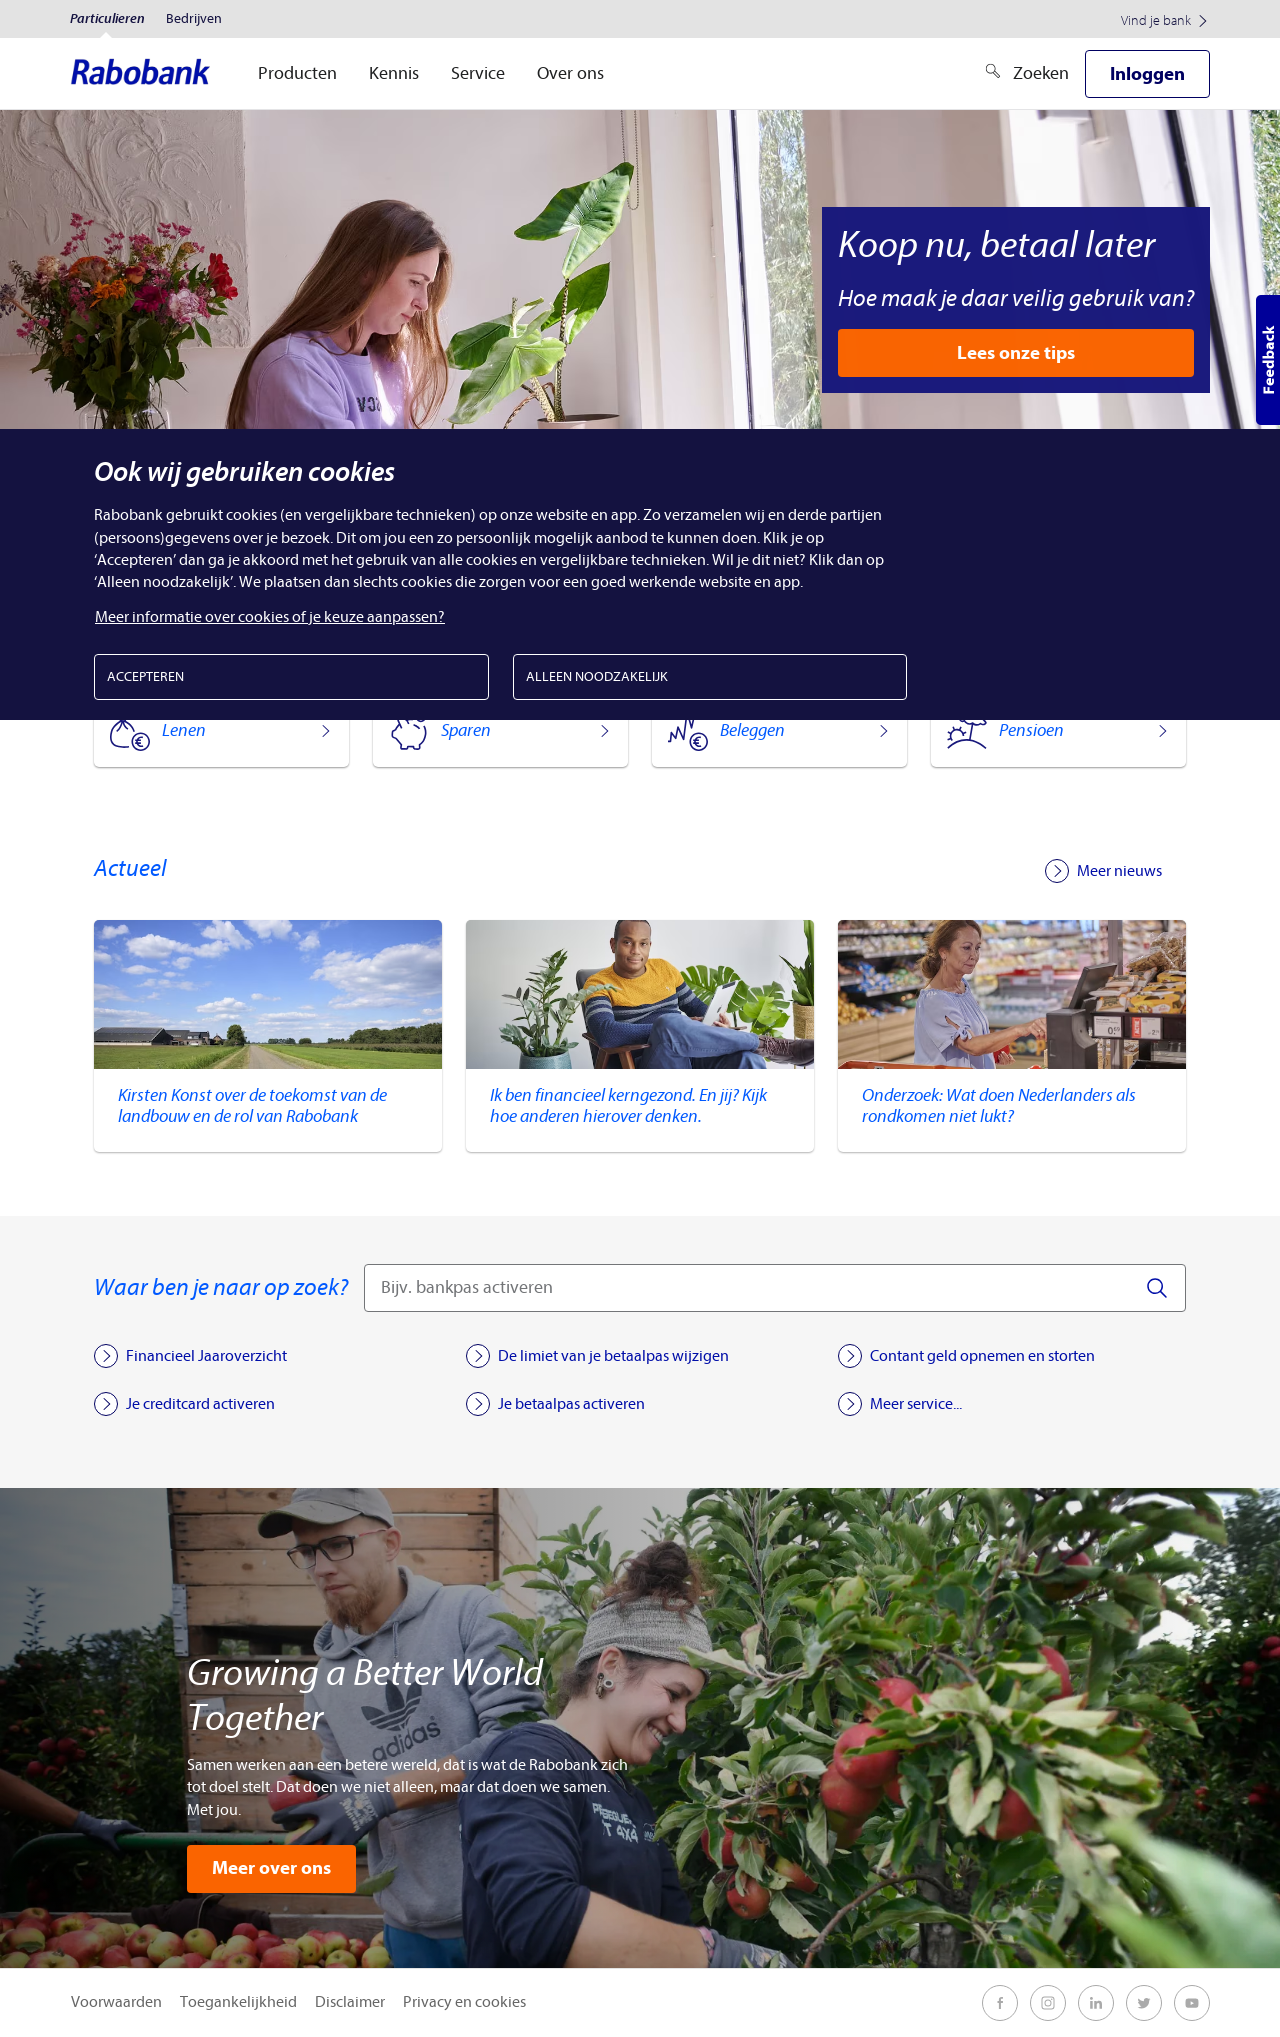 Particulieren Bedrijven Vind je bank
Rabobank Producten Kennis Service Over ons Zoeken Inloggen
Koop nu, betaal later
Hoe maak je daar veilig gebruik van?
Lees onze tips
Feedback
Ook wij gebruiken cookies
Rabobank gebruikt cookies (en vergelijkbare technieken) op onze website en app. Zo verzamelen wij en derde partijen
(persoons)gegevens over je bezoek. Dit om jou een zo persoonlijk mogelijk aanbod te kunnen doen. Klik je op
‘Accepteren’ dan ga je akkoord met het gebruik van alle cookies en vergelijkbare technieken. Wil je dit niet? Klik dan op
‘Alleen noodzakelijk’. We plaatsen dan slechts cookies die zorgen voor een goed werkende website en app.
Meer informatie over cookies of je keuze aanpassen?
ACCEPTEREN ALLEEN NOODZAKELIJK
Lenen Sparen Beleggen Pensioen
Actueel Meer nieuws
Kirsten Konst over de toekomst van de
landbouw en de rol van Rabobank
Ik ben financieel kerngezond. En jij? Kijk
hoe anderen hierover denken.
Onderzoek: Wat doen Nederlanders als
rondkomen niet lukt?
Waar ben je naar op zoek? Bijv. bankpas activeren
Financieel Jaaroverzicht De limiet van je betaalpas wijzigen Contant geld opnemen en storten
Je creditcard activeren Je betaalpas activeren Meer service...
Growing a Better World
Together
adidas
Samen werken aan een betere wereld, dat is wat de Rabobank zich
tot doel stelt. Dat doen we niet alleen, maar dat doen we samen.
Met jou.
Meer over ons
Voorwaarden Toegankelijkheid Disclaimer Privacy en cookies